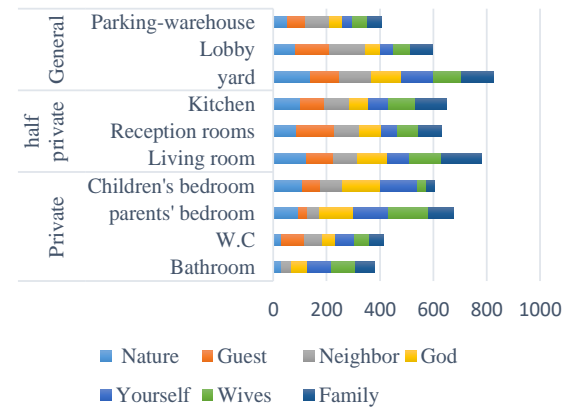 General
Parking-warehouse
Lobby
yard
half private
Kitchen
Reception rooms
Living room
Private
Children's bedroom
parents' bedroom
W.C
Bathroom
0 200 400 600 800 1000
Nature Guest Neighbor God
Yourself Wives Family